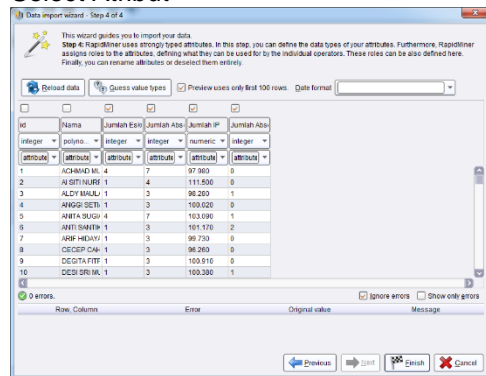 Select Atribut
Data import wizard - Step 4 of 4
This wizard guides you to import your data.
Step 4: RapidMiner uses strongly typed attributes. In this step, you can define the data types of your attributes. Furthermore, RapidMiner
assigns roles to the attributes, defining what they can be used for by the individual operators. These roles can be also defined here.
Finally, you can rename attributes or deselect them entirely.
Reload data Guess value types Preview uses only first 100 rows. Date format
id Nama Jumlah Esk Jumlah Abs Jumlah IP Jumlah Abs
integer polyno... integer integer numeric integer
attribute attribute attribute attribute attribute attribute
1 ACHMAD MU 4 7 97.980 0
2 AI SITI NURF 1 4 111.500 0
3 ALDY MAUL 1 3 98.200 1
4 ANGGI SETI 1 3 100.020 0
5 ANITA SUGI 4 7 103.090 1
6 ANTI SANTI 1 3 101.170 2
7 ARIF HIDAY 1 3 99.730 0
8 CECEP CAH 1 3 96.260 0
9 DEGITA FITF 1 3 100.910 0
10 DESI SRI MU 1 3 100.380 1
0 errors. Ignore errors Show only errors
Row, Column Error Original value Message
Previous Next Finish Cancel